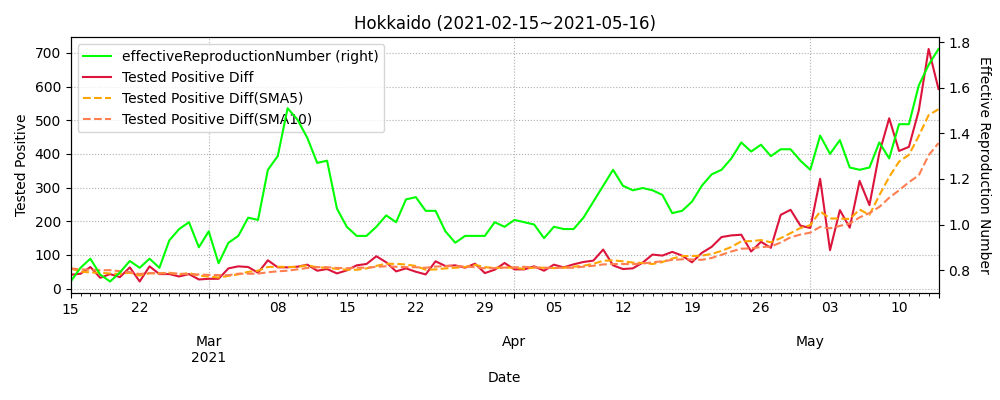 Hokkaido (2021-02-15~2021-05-16)
effectiveReproductionNumber (right)
Tested Positive Diff
Tested Positive Diff(SMA5)
Tested Positive Diff(SMA10)
Tested Positive
700
600
500
400
300
200
100
0
1.8
1.6
1.4
1.2
1.0
0.8
Effective Reproduction Number
15 22 08 15 22 29 05 12 19 26 03 10
Mar Apr May
2021
Date